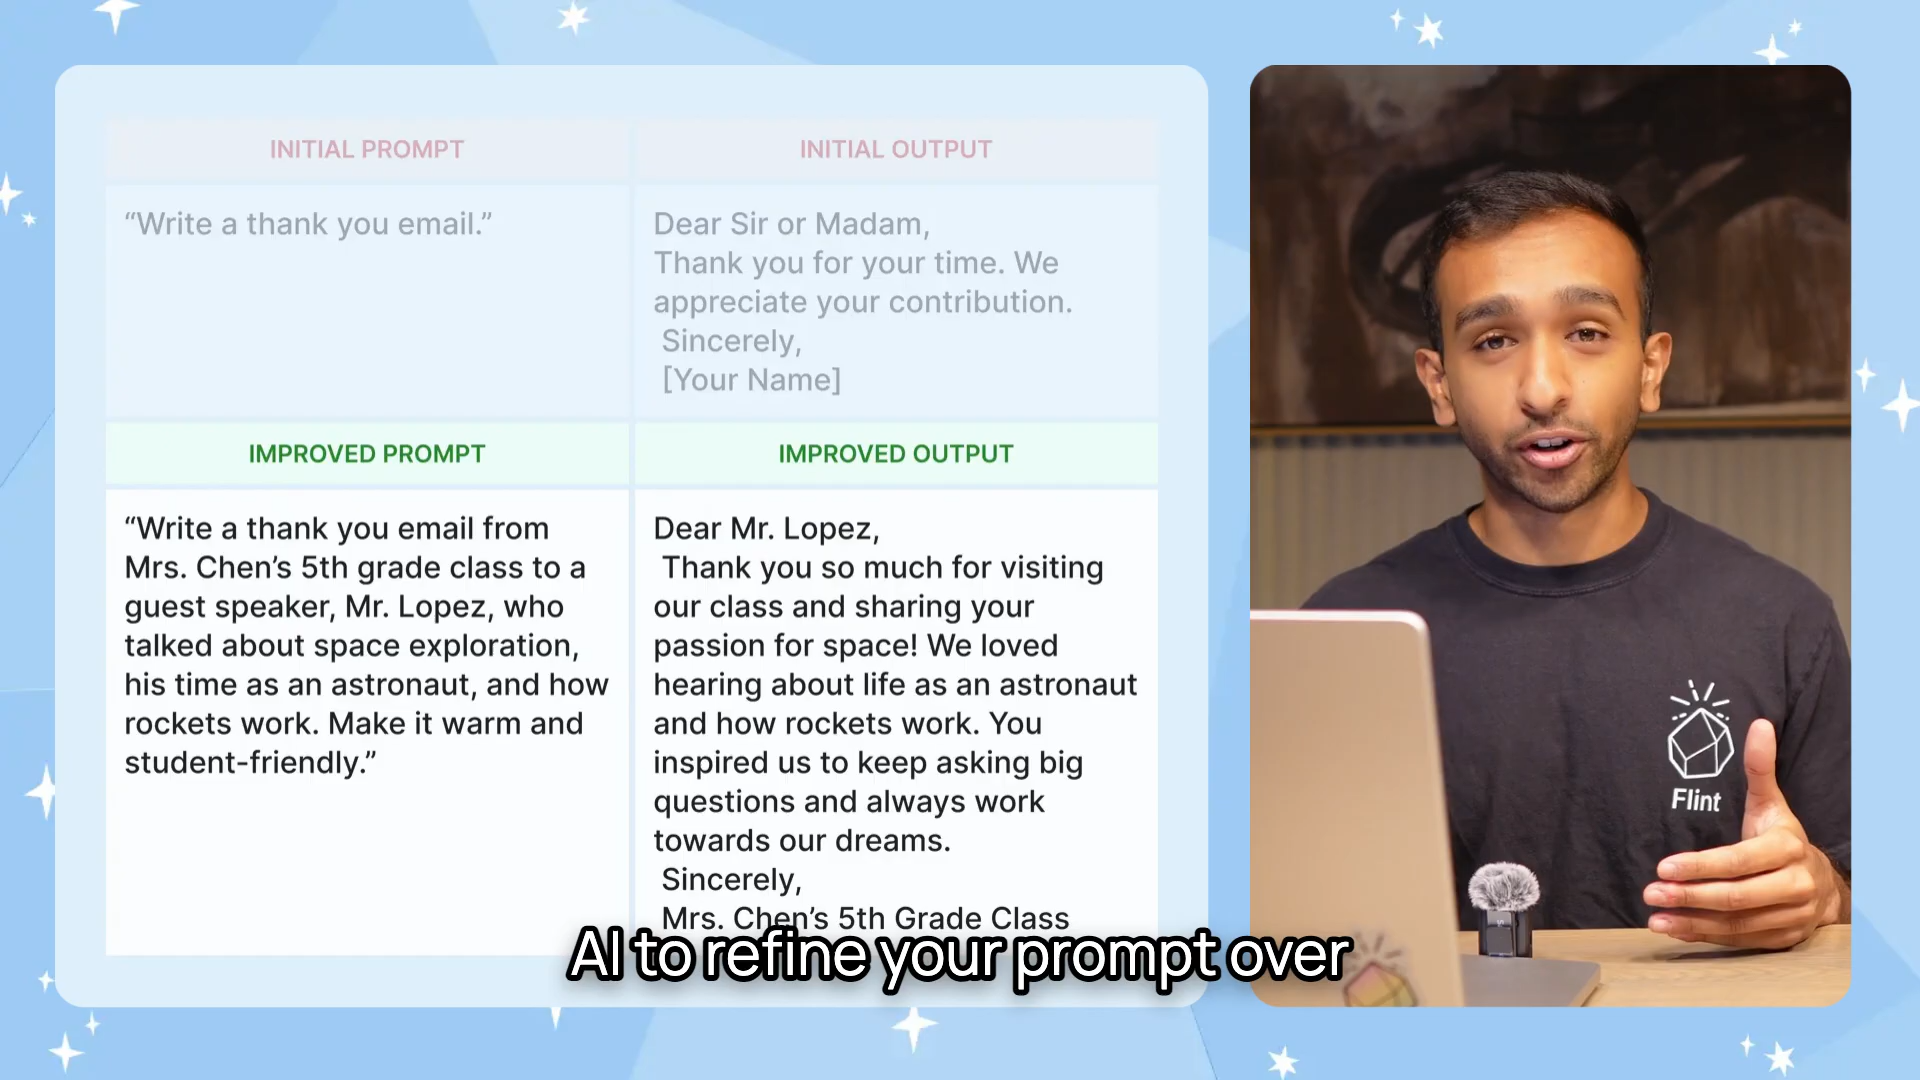 INITIAL PROMPT
INITIAL OUTPUT
“Write a thank you email.”
Dear Sir or Madam,
Thank you for your time. We
appreciate your contribution.
Sincerely,
[Your Name]
IMPROVED PROMPT
IMPROVED OUTPUT
“Write a thank you email from
Mrs. Chen’s 5th grade class to a
guest speaker, Mr. Lopez, who
talked about space exploration,
his time as an astronaut, and how
rockets work. Make it warm and
student-friendly.”
Dear Mr. Lopez,
Thank you so much for visiting
our class and sharing your
passion for space! We loved
hearing about life as an astronaut
and how rockets work. You
inspired us to keep asking big
questions and always work
towards our dreams.
Sincerely,
Mrs. Chen’s 5th Grade Class
Flint
AI to refine your prompt over